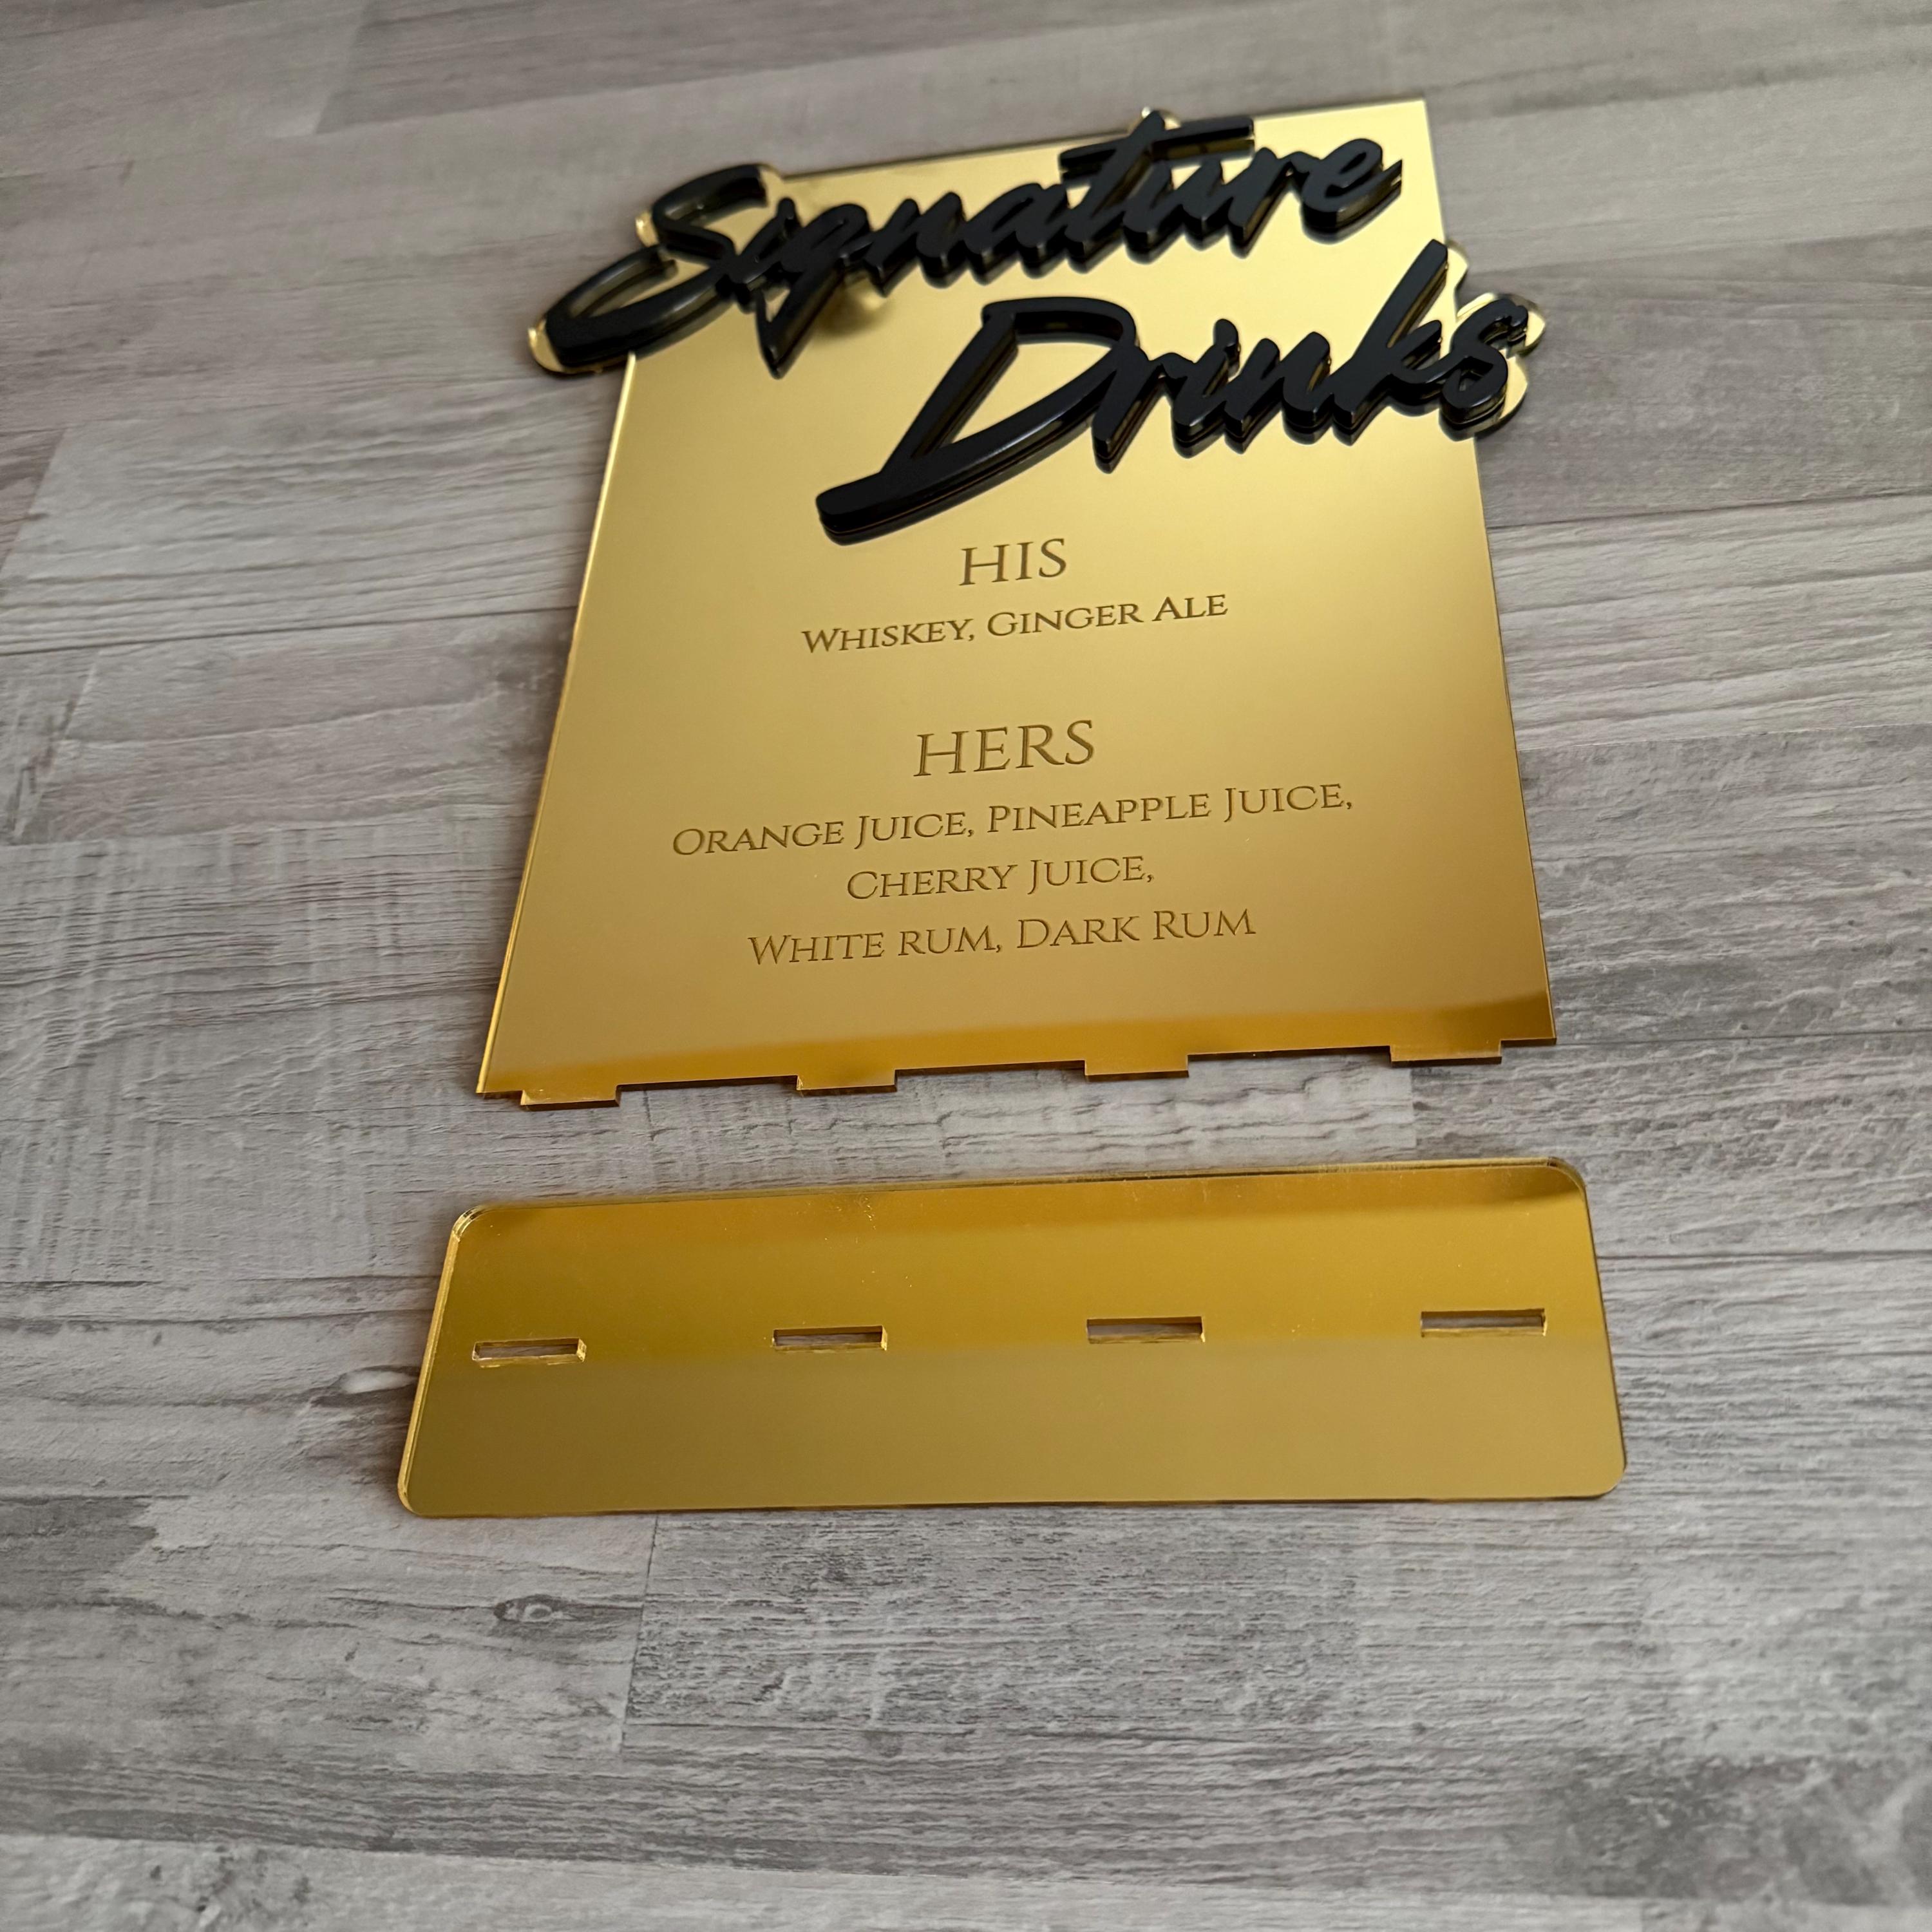 Signature
Drinks
HIS
Whiskey, Ginger Ale
HERS
Orange Juice, Pineapple Juice,
Cherry Juice,
White rum, Dark Rum